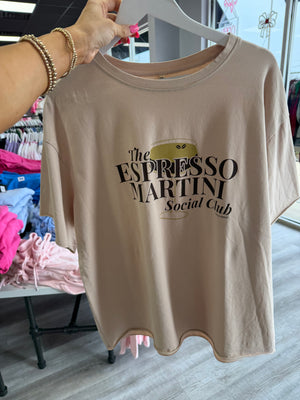 The
ESPRESSO
MARTINI
Social Club